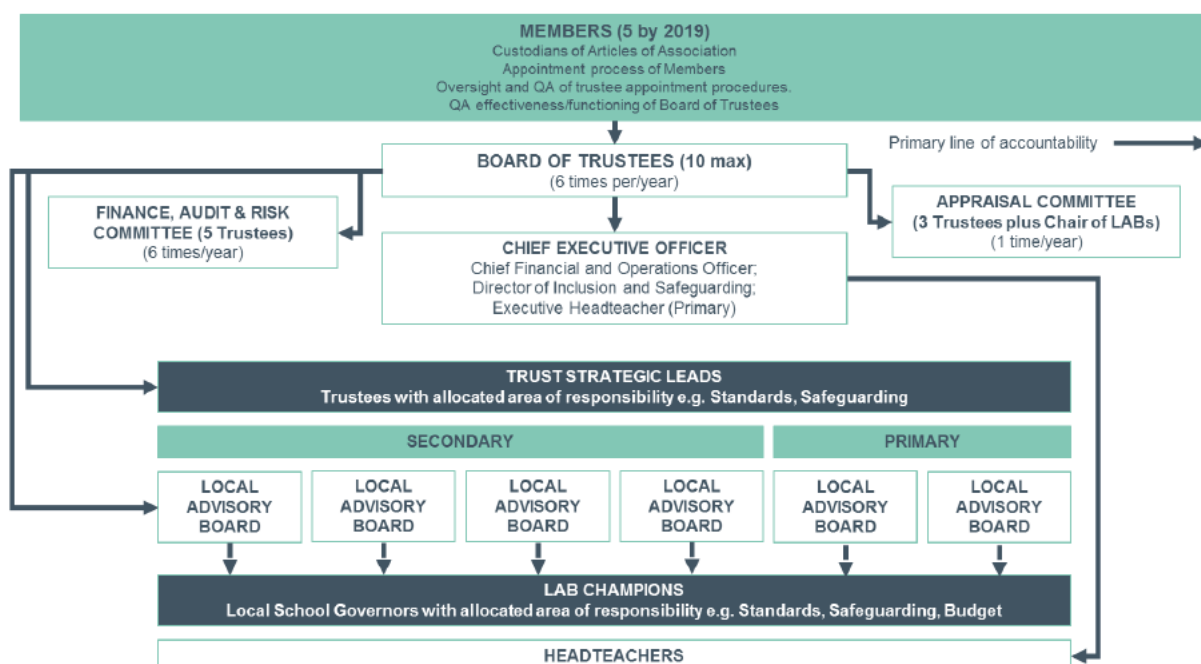 MEMBERS (5 by 2019)
Custodians of Articles of Association
Appointment process of Members
Oversight and QA of trustee appointment procedures.
QA effectiveness/functioning of Board of Trustees
Primary line of accountability
BOARD OF TRUSTEES (10 max)
(6 times per/year)
FINANCE, AUDIT & RISK
COMMITTEE (5 Trustees)
(6 times/year)
APPRAISAL COMMITTEE
(3 Trustees plus Chair of LABs)
(1 time/year)
CHIEF EXECUTIVE OFFICER
Chief Financial and Operations Officer;
Director of Inclusion and Safeguarding;
Executive Headteacher (Primary)
TRUST STRATEGIC LEADS
Trustees with allocated area of responsibility e.g. Standards, Safeguarding
SECONDARY
PRIMARY
LOCAL
ADVISORY
BOARD
LOCAL
ADVISORY
BOARD
LOCAL
ADVISORY
BOARD
LOCAL
ADVISORY
BOARD
LOCAL
ADVISORY
BOARD
LOCAL
ADVISORY
BOARD
LAB CHAMPIONS
Local School Governors with allocated area of responsibility e.g. Standards, Safeguarding, Budget
HEADTEACHERS